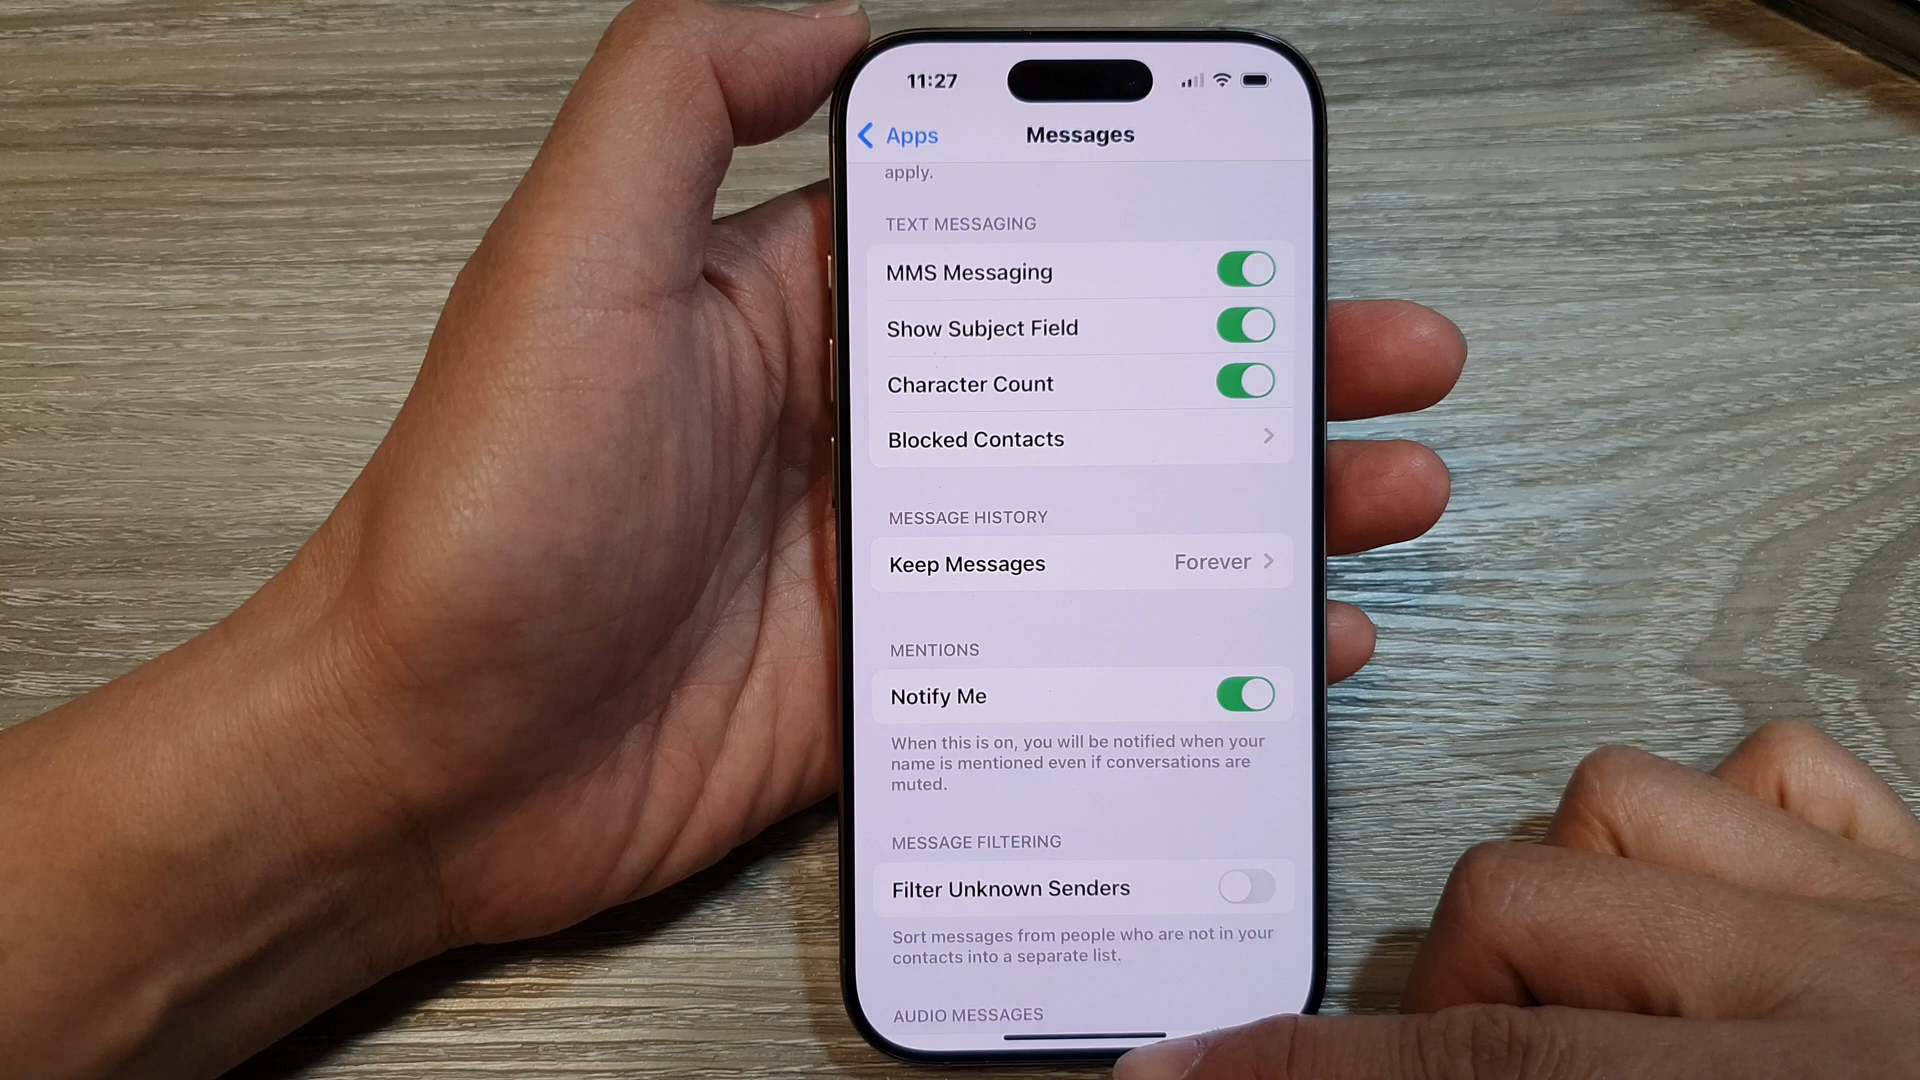 11:27
Apps
Messages
apply.
TEXT MESSAGING
MMS Messaging
Show Subject Field
Character Count
Blocked Contacts
MESSAGE HISTORY
Keep Messages Forever
MENTIONS
Notify Me
When this is on, you will be notified when your
name is mentioned even if conversations are
muted.
MESSAGE FILTERING
Filter Unknown Senders
Sort messages from people who are not in your
contacts into a separate list.
AUDIO MESSAGES